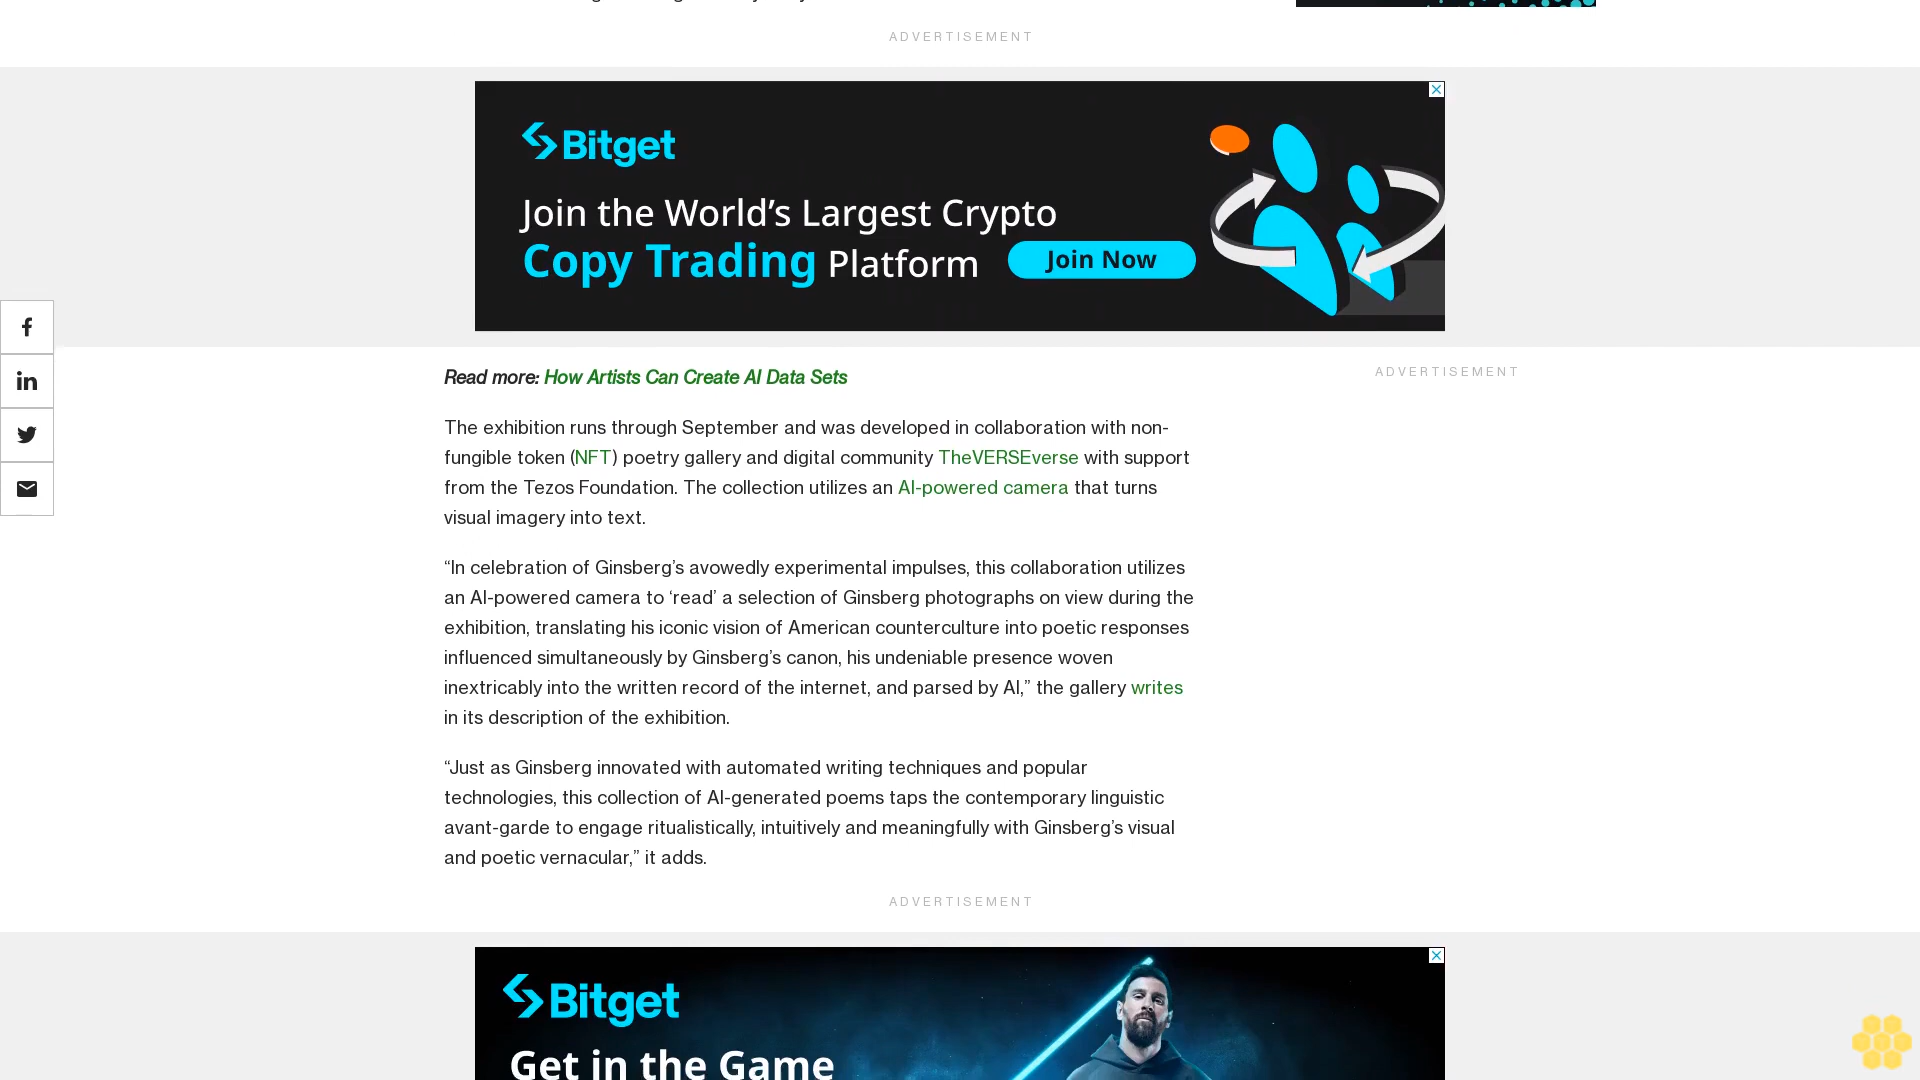 ADVERTISEMENT
Bitget
Join the World's Largest Crypto
Copy Trading Platform
Join Now
Read more: How Artists Can Create AI Data Sets
ADVERTISEMENT
The exhibition runs through September and was developed in collaboration with non-
fungible token (NFT) poetry gallery and digital community TheVERSEverse with support
from the Tezos Foundation. The collection utilizes an AI-powered camera that turns
visual imagery into text.
“In celebration of Ginsberg’s avowedly experimental impulses, this collaboration utilizes
an AI-powered camera to ‘read’ a selection of Ginsberg photographs on view during the
exhibition, translating his iconic vision of American counterculture into poetic responses
influenced simultaneously by Ginsberg’s canon, his undeniable presence woven
inextricably into the written record of the internet, and parsed by AI,” the gallery writes
in its description of the exhibition.
“Just as Ginsberg innovated with automated writing techniques and popular
technologies, this collection of AI-generated poems taps the contemporary linguistic
avant-garde to engage ritualistically, intuitively and meaningfully with Ginsberg’s visual
and poetic vernacular,” it adds.
ADVERTISEMENT
Bitget
Get in the Game